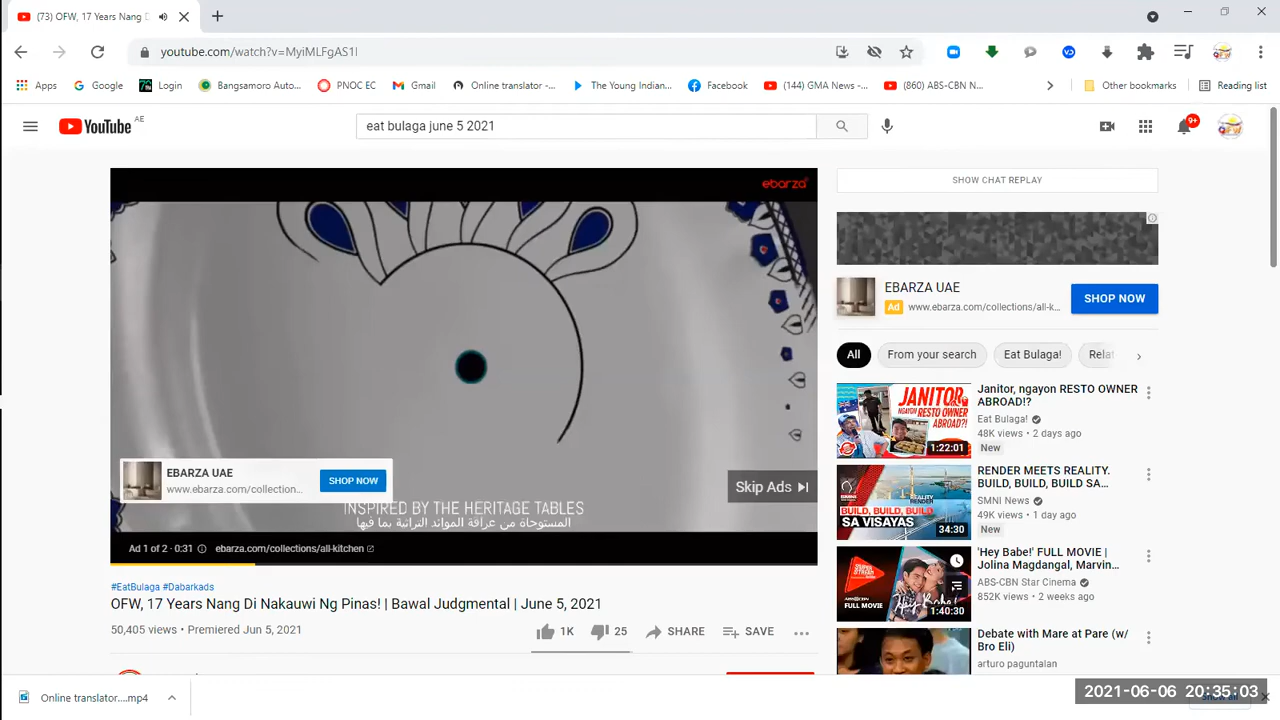 (73) OFW, 17 Years Nang D
youtube.com/watch?v=MyiMLFgAS1I
Apps
Google
Login
Bangsamoro Auto...
PNOC EC
Gmail
Online translator -...
The Young Indian...
Facebook
(144) GMA News -...
(860) ABS-CBN N...
Other bookmarks
Reading list
YouTube AE
eat bulaga june 5 2021
9+
SHOW CHAT REPLAY
ebarza
EBARZA UAE
Ad www.ebarza.com/collections/all-k...
SHOP NOW
All
From your search
Eat Bulaga!
Relat
JANITOR,
ngayon RESTO OWNER
ABROAD?!
1:22:01
Janitor, ngayon RESTO OWNER
ABROAD!?
Eat Bulaga!
48K views • 2 days ago
New
EBARZA UAE
www.ebarza.com/collection...
SHOP NOW
Skip Ads
INSPIRED BY THE HERITAGE TABLES
المستوحاة من عراقة الموائد التراثية بما فيها
Ad 1 of 2 · 0:31
ebarza.com/collections/all-kitchen
RENDER
REALITY
BUILD, BUILD, BUILD
SA VISAYAS
34:30
RENDER MEETS REALITY.
BUILD, BUILD, BUILD SA...
SMNI News
49K views • 1 day ago
New
FULL MOVIE
Hey Babe!
1:40:30
'Hey Babe!' FULL MOVIE |
Jolina Magdangal, Marvin...
ABS-CBN Star Cinema
852K views • 2 weeks ago
#EatBulaga #Dabarkads
OFW, 17 Years Nang Di Nakauwi Ng Pinas! | Bawal Judgmental | June 5, 2021
50,405 views • Premiered Jun 5, 2021
1K
25
SHARE
SAVE
Debate with Mare at Pare (w/
Bro Eli)
arturo paguntalan
Online translator....mp4
2021-06-06 20:35:03